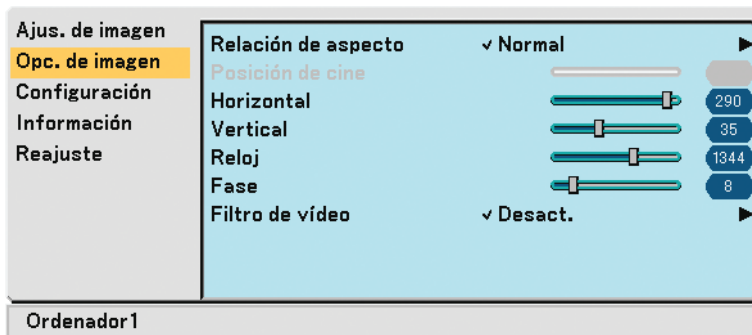 Ajus. de imagen
Opc. de imagen
Configuración
Información
Reajuste
Relación de aspecto ✓ Normal
Posición de cine
Horizontal 290
Vertical 35
Reloj 1344
Fase 8
Filtro de vídeo ✓ Desact.
Ordenador1